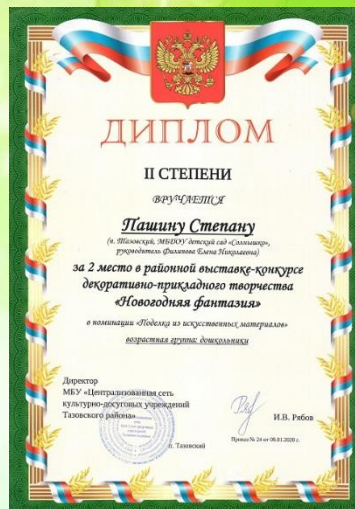 ДИПЛОМ
II СТЕПЕНИ
ВРУЧАЕТСЯ
Пашину Степану
(п. Тазовский, МБДОУ детский сад «Солнышко»,
руководитель Филиппова Елена Николаевна)
за 2 место в районной выставке-конкурсе
декоративно-прикладного творчества
«Новогодняя фантазия»
в номинации «Поделка из искусственных материалов»
возрастная группа: дошкольники
Директор
МБУ «Централизованная сеть
культурно-досуговых учреждений
Тазовского района»
И.В. Рябов
п. Тазовский
Приказ № 24 от 09.01.2020 г.